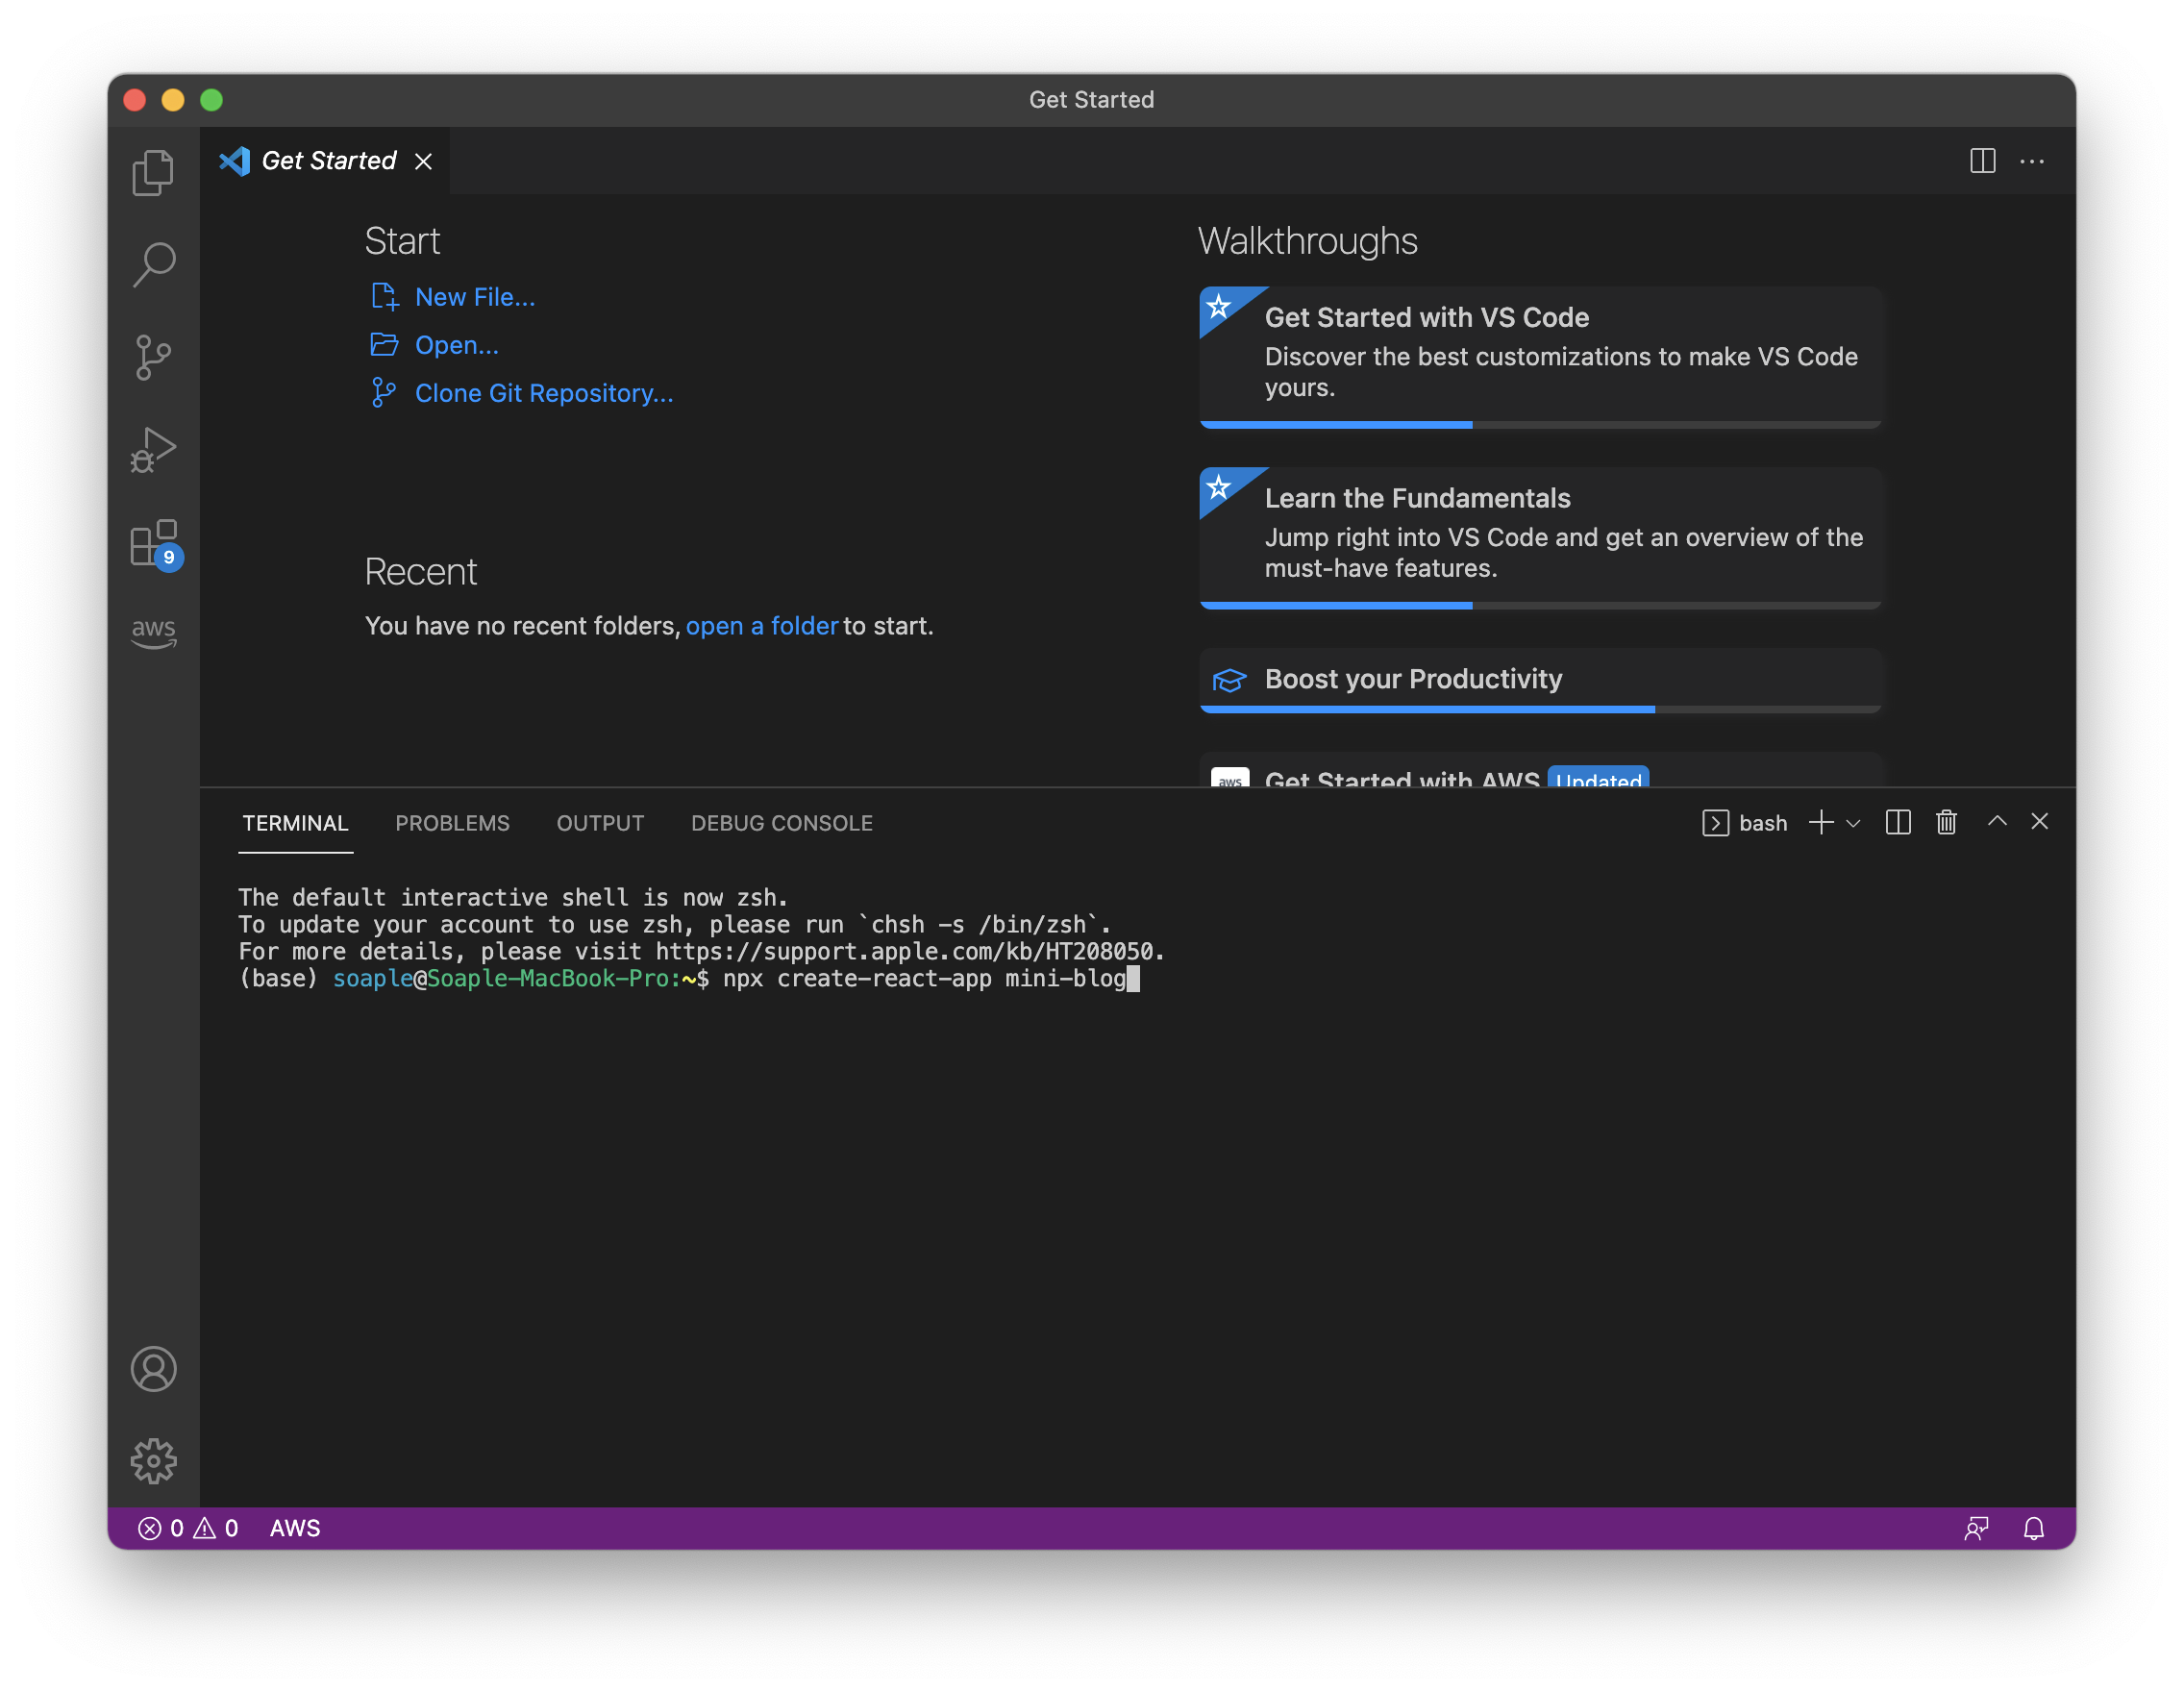 Get Started
Get Started
Start
New File...
Open...
Clone Git Repository...
Recent
You have no recent folders, open a folder to start.
Walkthroughs
Get Started with VS Code
Discover the best customizations to make VS Code
yours.
Learn the Fundamentals
Jump right into VS Code and get an overview of the
must-have features.
Boost your Productivity
aws
Get Started with AWS Updated
9
aws
TERMINAL PROBLEMS OUTPUT DEBUG CONSOLE
bash
The default interactive shell is now zsh.
To update your account to use zsh, please run `chsh -s /bin/zsh`.
For more details, please visit https://support.apple.com/kb/HT208050.
(base) soaple@Soaple-MacBook-Pro:~$ npx create-react-app mini-blog
0 0 AWS